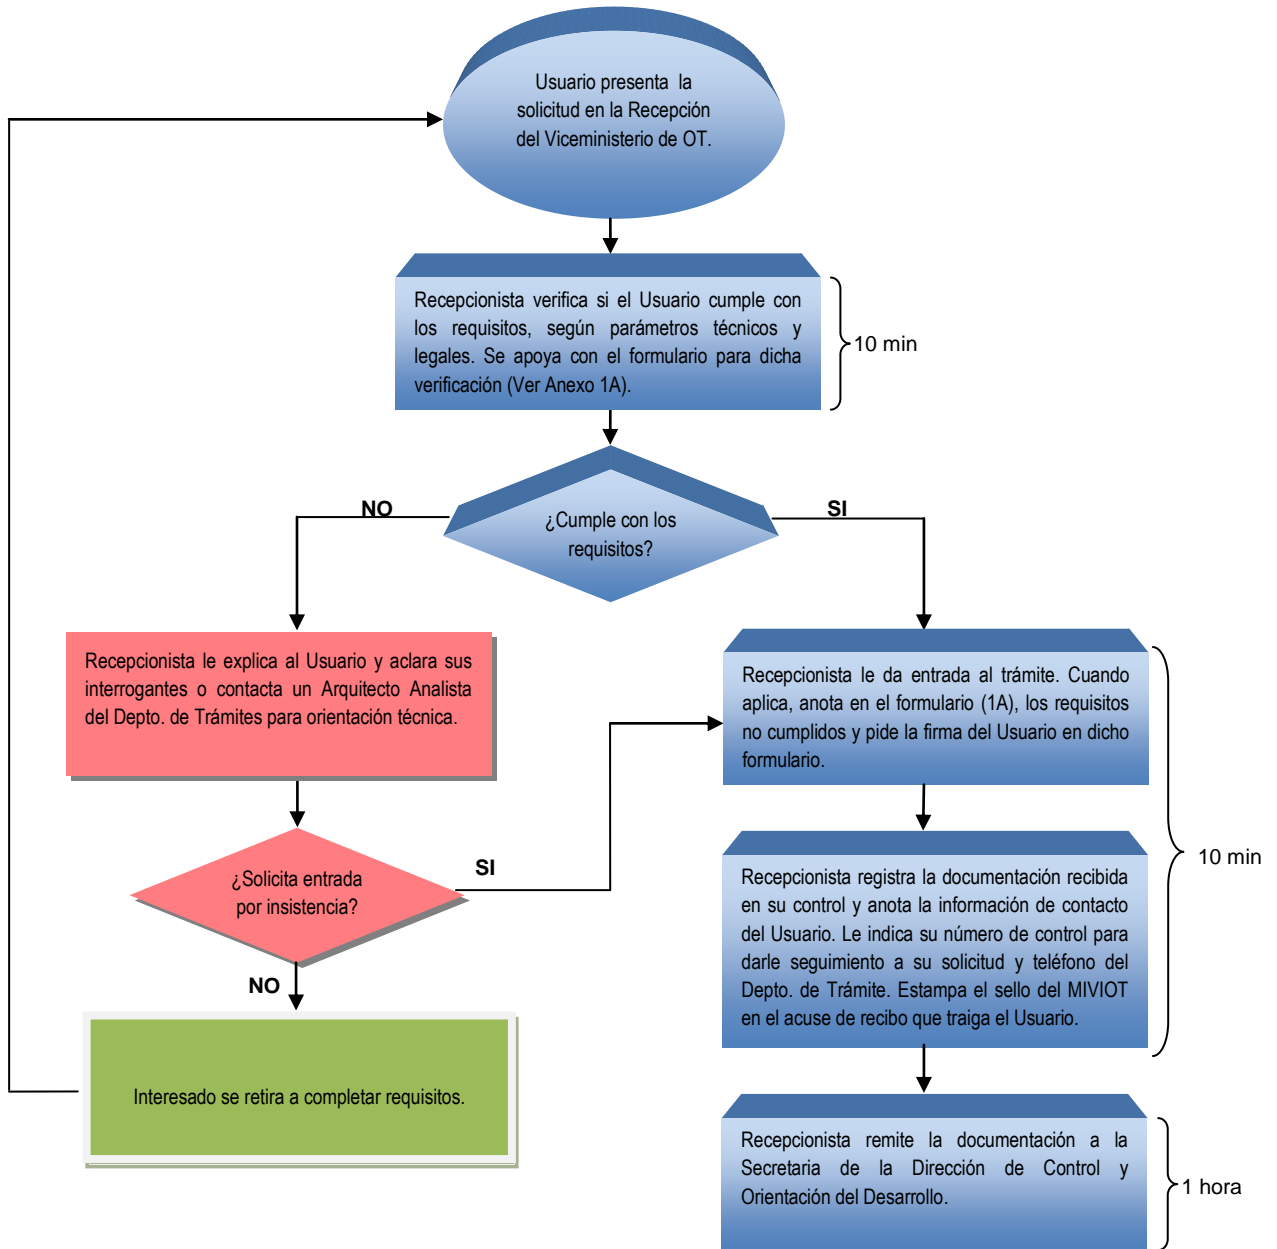 Usuario presenta la
solicitud en la Recepción
del Viceministerio de OT.
Recepcionista verifica si el Usuario cumple con
los requisitos, según parámetros técnicos y
legales. Se apoya con el formulario para dicha
verificación (Ver Anexo 1A).
10 min
¿Cumple con los
requisitos?
NO
SI
Recepcionista le explica al Usuario y aclara sus
interrogantes o contacta un Arquitecto Analista
del Depto. de Trámites para orientación técnica.
Recepcionista le da entrada al trámite. Cuando
aplica, anota en el formulario (1A), los requisitos
no cumplidos y pide la firma del Usuario en dicho
formulario.
¿Solicita entrada
por insistencia?
SI
NO
Recepcionista registra la documentación recibida
en su control y anota la información de contacto
del Usuario. Le indica su número de control para
darle seguimiento a su solicitud y teléfono del
Depto. de Trámite. Estampa el sello del MIVIOT
en el acuse de recibo que traiga el Usuario.
10 min
Interesado se retira a completar requisitos.
Recepcionista remite la documentación a la
Secretaria de la Dirección de Control y
Orientación del Desarrollo.
1 hora